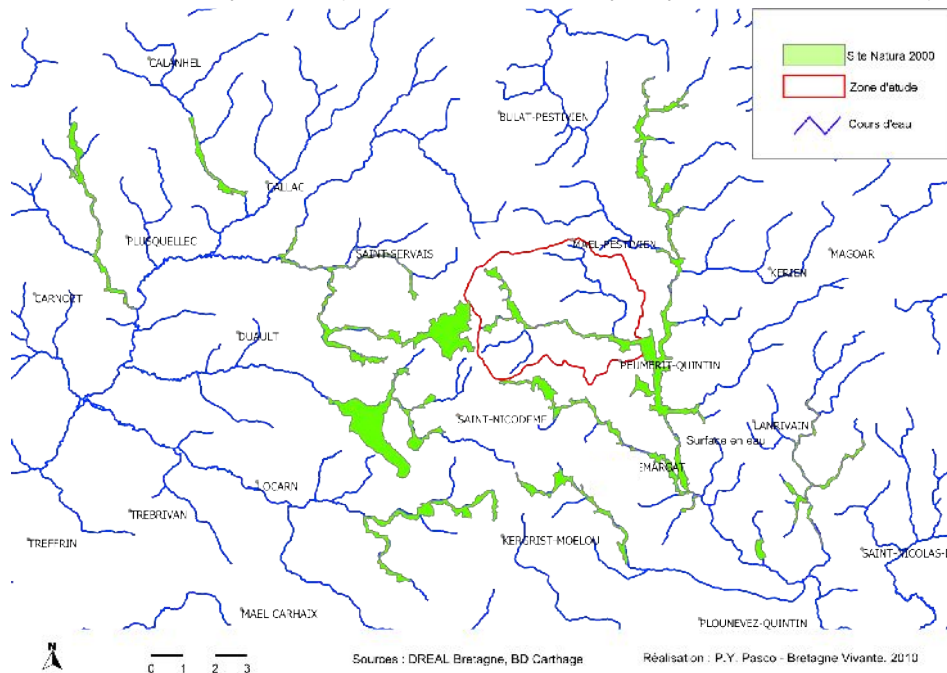 Site Natura 2000
Zone d'etude
Cours d'eau
CALANHEL
BULAT-PESTIVIEN
CALLAC
PLUSQUELLEC
SAINT-SERVAIS
MAEL-PESTIVIEN
MAGOAR
KERIEN
CARNOET
DUAULT
PEUMERIT-QUINTIN
SAINT-NICODEME
LANRIVAIN
Surface en eau
LOCARN
TREBRIVAN
TREFFRIN
KERGRIST-MOELOU
SAINT-NICOLAS-
MAEL CARHAIX
PLOUNEVEZ-QUINTIN
N
0 1 2 3
Sources : DREAL Bretagne, BD Carthage
Réalisation : P.Y. Pasco - Bretagne Vivante. 2010